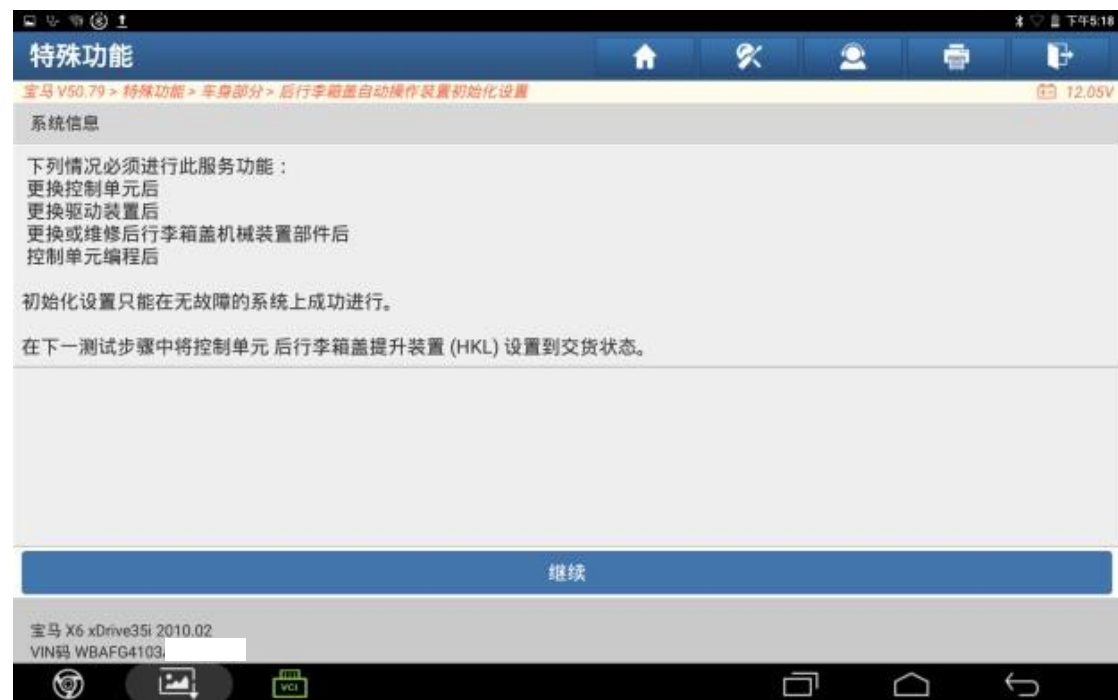 下午5:18
特殊功能
宝马 V50.79 > 特殊功能 > 车身部分 > 后行李箱盖自动操作装置初始化设置
12.05V
系统信息
下列情况必须进行此服务功能：
更换控制单元后
更换驱动装置后
更换或维修后行李箱盖机械装置部件后
控制单元编程后
初始化设置只能在无故障的系统上成功进行。
在下一测试步骤中将控制单元 后行李箱盖提升装置 (HKL) 设置到交货状态。
继续
宝马 X6 xDrive35i 2010.02
VIN码 WBAFG4103
VCI